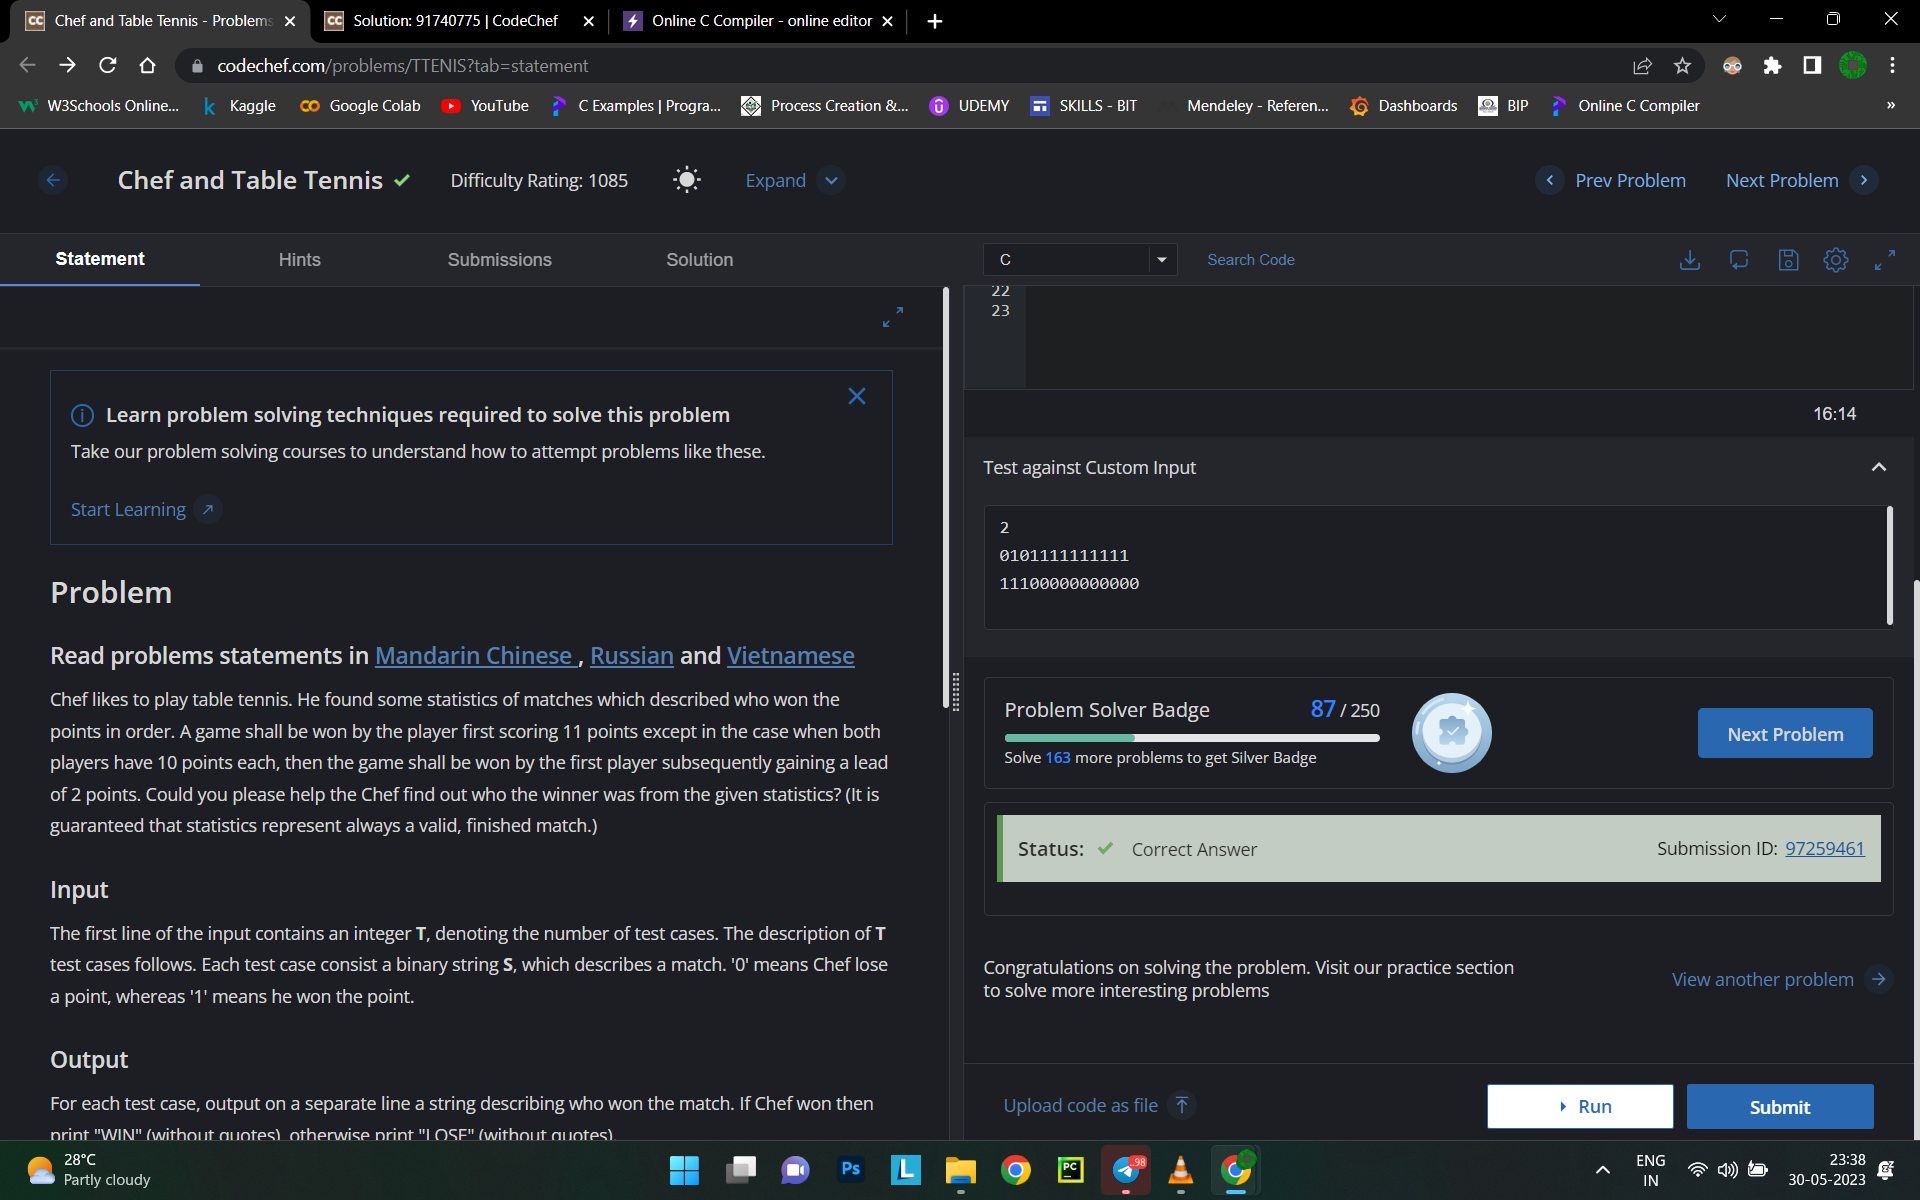 Chef and Table Tennis - Problems
Solution: 91740775 | CodeChef
Online C Compiler - online editor
codechef.com/problems/TTENIS?tab=statement
W3Schools Online...
Kaggle
Google Colab
YouTube
C Examples | Progra...
Process Creation &...
UDEMY
SKILLS - BIT
Mendeley - Referen...
Dashboards
BIP
Online C Compiler
»
Chef and Table Tennis
Difficulty Rating: 1085
Expand
Prev Problem
Next Problem
Statement
Hints
Submissions
Solution
C
Search Code
22
23
16:14
Learn problem solving techniques required to solve this problem
Take our problem solving courses to understand how to attempt problems like these.
Start Learning
Problem
Read problems statements in Mandarin Chinese , Russian and Vietnamese
Chef likes to play table tennis. He found some statistics of matches which described who won the
points in order. A game shall be won by the player first scoring 11 points except in the case when both
players have 10 points each, then the game shall be won by the first player subsequently gaining a lead
of 2 points. Could you please help the Chef find out who the winner was from the given statistics? (It is
guaranteed that statistics represent always a valid, finished match.)
Input
The first line of the input contains an integer T, denoting the number of test cases. The description of T
test cases follows. Each test case consist a binary string S, which describes a match. '0' means Chef lose
a point, whereas '1' means he won the point.
Output
For each test case, output on a separate line a string describing who won the match. If Chef won then
print "WIN" (without quotes), otherwise print "LOSE" (without quotes).
Test against Custom Input
2
0101111111111
11100000000000
Problem Solver Badge
87 / 250
Solve 163 more problems to get Silver Badge
Next Problem
Status:
Correct Answer
Submission ID: 97259461
Congratulations on solving the problem. Visit our practice section
to solve more interesting problems
View another problem
Upload code as file
Run
Submit
28°C
Partly cloudy
Ps
L
PC
98
ENG
IN
23:38
30-05-2023